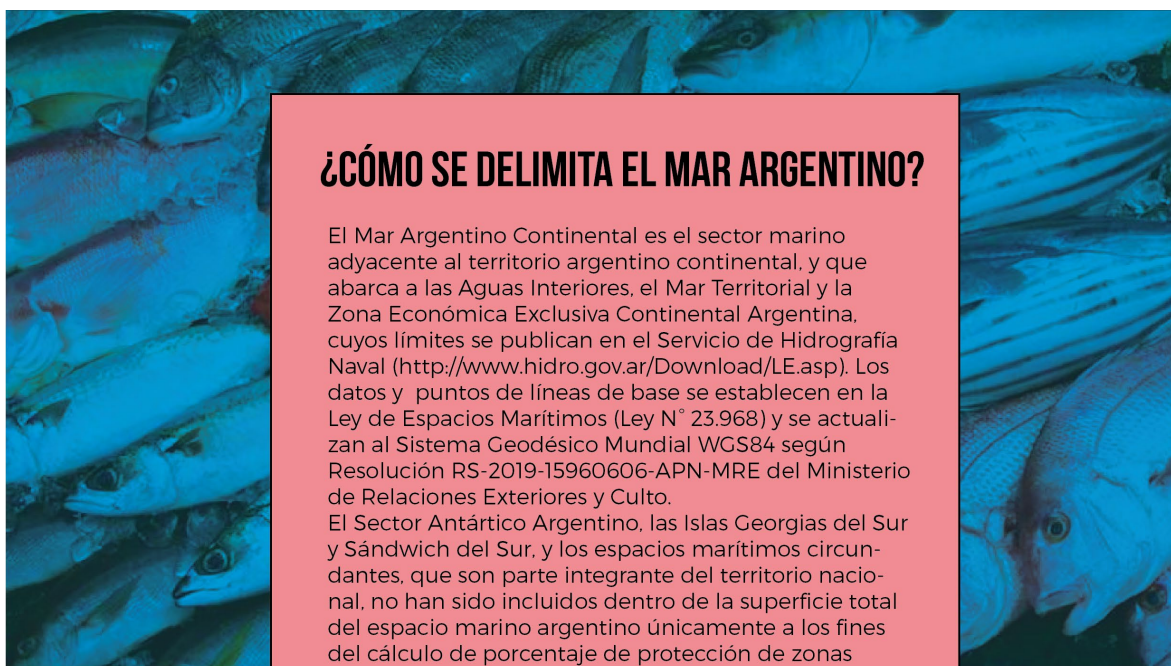 ¿CÓMO SE DELIMITA EL MAR ARGENTINO?
El Mar Argentino Continental es el sector marino
adyacente al territorio argentino continental, y que
abarca a las Aguas Interiores, el Mar Territorial y la
Zona Económica Exclusiva Continental Argentina,
cuyos límites se publican en el Servicio de Hidrografía
Naval (http://www.hidro.gov.ar/Download/LE.asp). Los
datos y  puntos de líneas de base se establecen en la
Ley de Espacios Marítimos (Ley N° 23.968) y se actuali-
zan al Sistema Geodésico Mundial WGS84 según
Resolución RS-2019-15960606-APN-MRE del Ministerio
de Relaciones Exteriores y Culto.
El Sector Antártico Argentino, las Islas Georgias del Sur
y Sándwich del Sur, y los espacios marítimos circun-
dantes, que son parte integrante del territorio nacio-
nal, no han sido incluidos dentro de la superficie total
del espacio marino argentino únicamente a los fines
del cálculo de porcentaje de protección de zonas